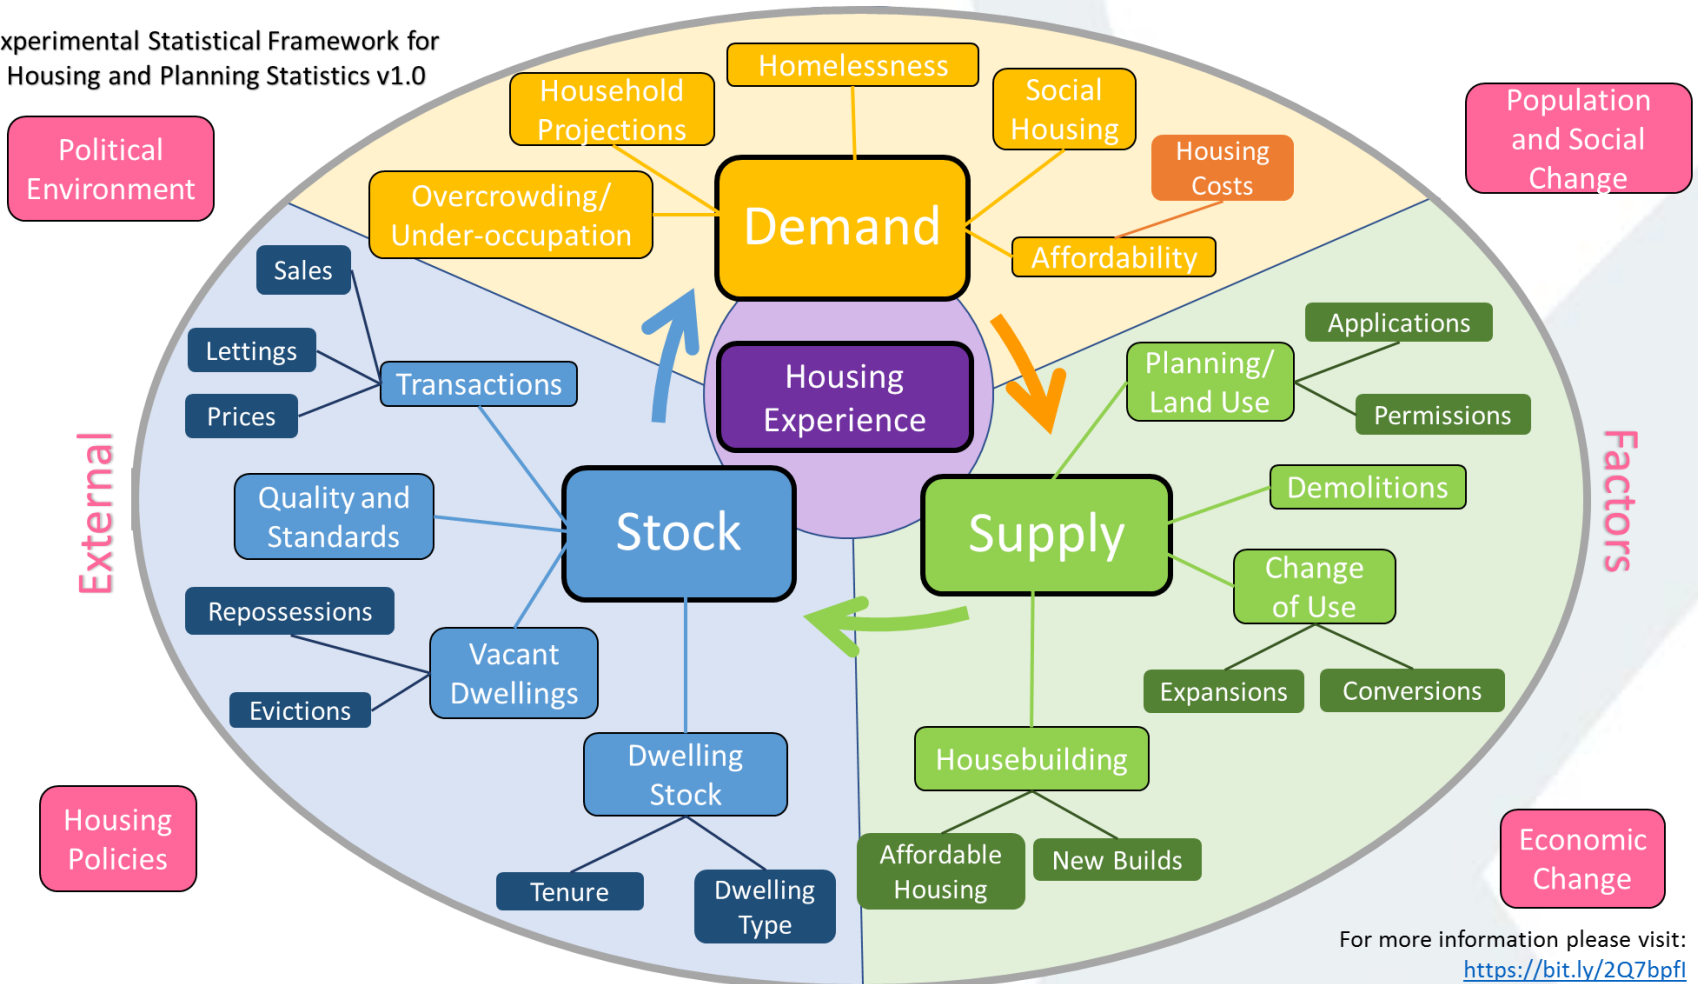 xperimental Statistical Framework for
Housing and Planning Statistics v1.0
Political
Environment
Population
and Social
Change
Homelessness
Household
Projections
Social
Housing
Overcrowding/
Under-occupation
Housing
Costs
Demand
Affordability
Sales
Lettings
Prices
Transactions
Housing
Experience
Planning/
Land Use
Applications
Permissions
External
Factors
Quality and
Standards
Stock
Supply
Demolitions
Change
of Use
Repossessions
Evictions
Vacant
Dwellings
Expansions
Conversions
Dwelling
Stock
Housebuilding
Tenure
Dwelling
Type
Affordable
Housing
New Builds
Housing
Policies
Economic
Change
For more information please visit:
https://bit.ly/2Q7bpfI